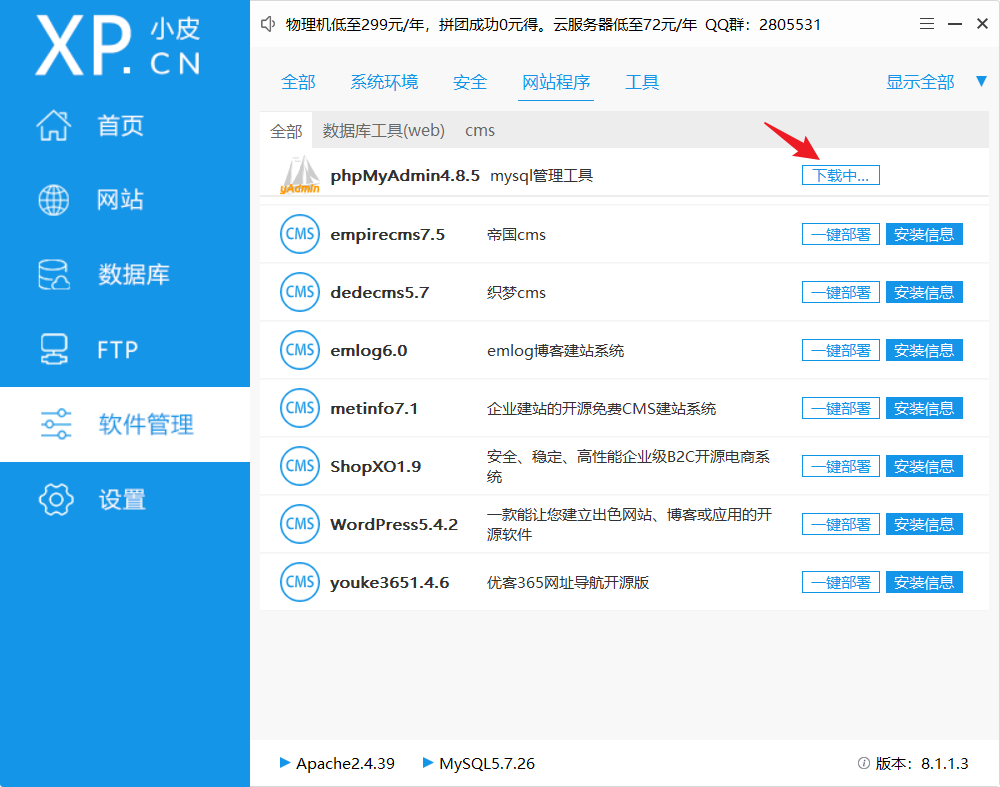 XP.CN 小皮
物理机低至299元/年，拼团成功0元得。云服务器低至72元/年 QQ群：2805531
首页
网站
数据库
FTP
软件管理
设置
全部 系统环境 安全 网站程序 工具 显示全部
全部 数据库工具(web) cms
yAdmin phpMyAdmin4.8.5 mysql管理工具 下载中...
CMS empirecms7.5 帝国cms 一键部署 安装信息
CMS dedecms5.7 织梦cms 一键部署 安装信息
CMS emlog6.0 emlog博客建站系统 一键部署 安装信息
CMS metinfo7.1 企业建站的开源免费CMS建站系统 一键部署 安装信息
CMS ShopXO1.9 安全、稳定、高性能企业级B2C开源电商系
统 一键部署 安装信息
CMS WordPress5.4.2 一款能让您建立出色网站、博客或应用的开
源软件 一键部署 安装信息
CMS youke3651.4.6 优客365网址导航开源版 一键部署 安装信息
Apache2.4.39 MySQL5.7.26 版本：8.1.1.3